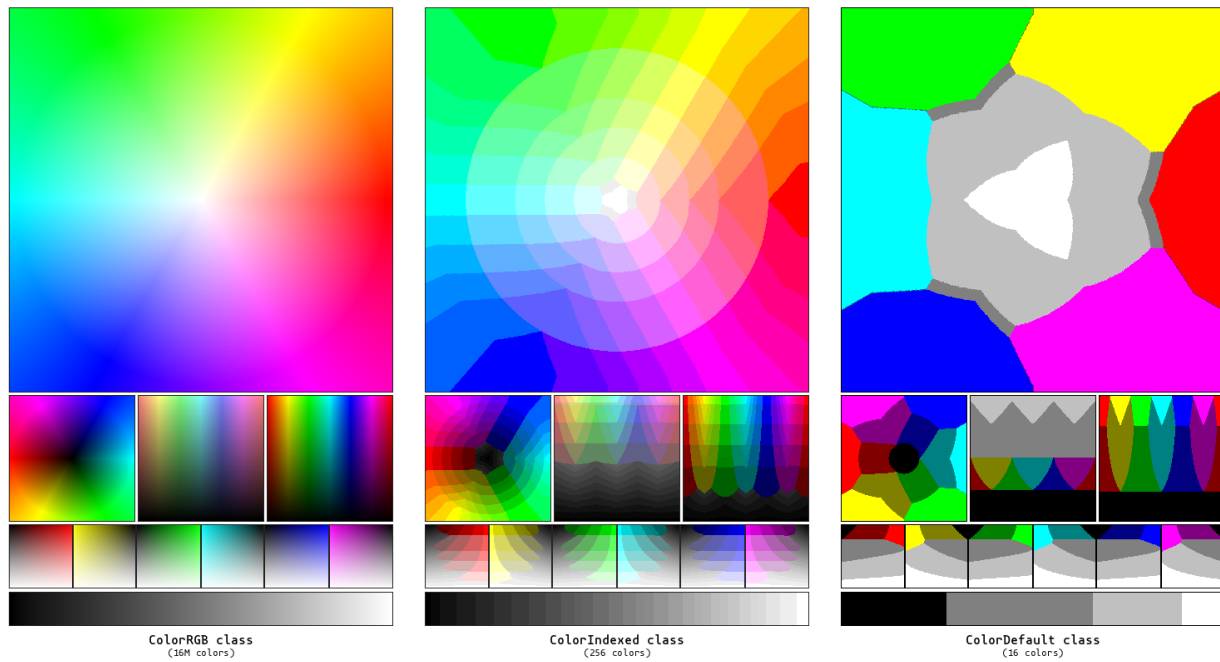 ColorRGB class
(16M colors)
ColorIndexed class
(256 colors)
ColorDefault class
(16 colors)